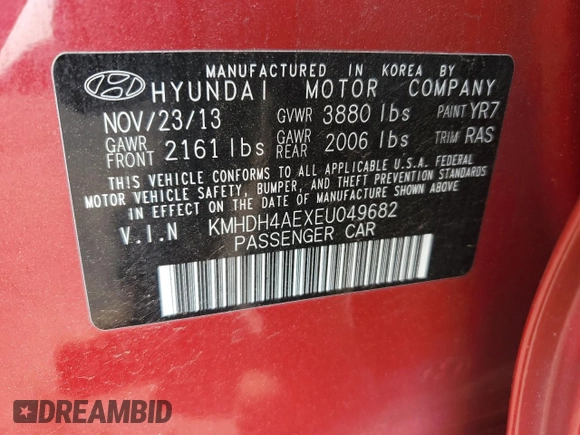 MANUFACTURED IN KOREA BY
HYUNDAI MOTOR COMPANY
NOV/23/13 GVWR 3880 lbs PAINT YR7
GAWR FRONT 2161 lbs GAWR REAR 2006 lbs TRIM RAS
THIS VEHICLE CONFORMS TO ALL APPLICABLE U.S.A. FEDERAL
MOTOR VEHICLE SAFETY, BUMPER, AND THEFT PREVENTION STANDARDS
IN EFFECT ON THE DATE OF MANUFACTURE SHOWN ABOVE
V.I.N KMHDH4AEXEU049682
PASSENGER CAR
DREAMBID